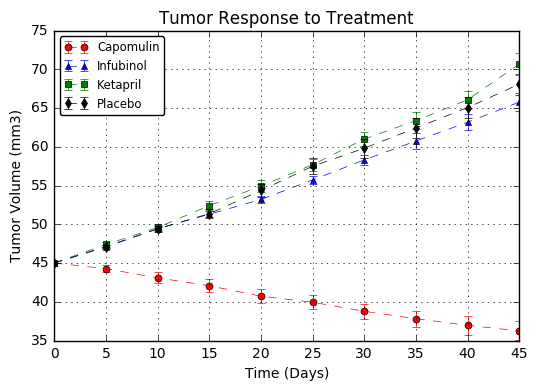 Tumor Response to Treatment
75
70
65
60
55
50
45
40
35
Tumor Volume (mm3)
Capomulin
Infubinol
Ketapril
Placebo
0 5 10 15 20 25 30 35 40 45
Time (Days)